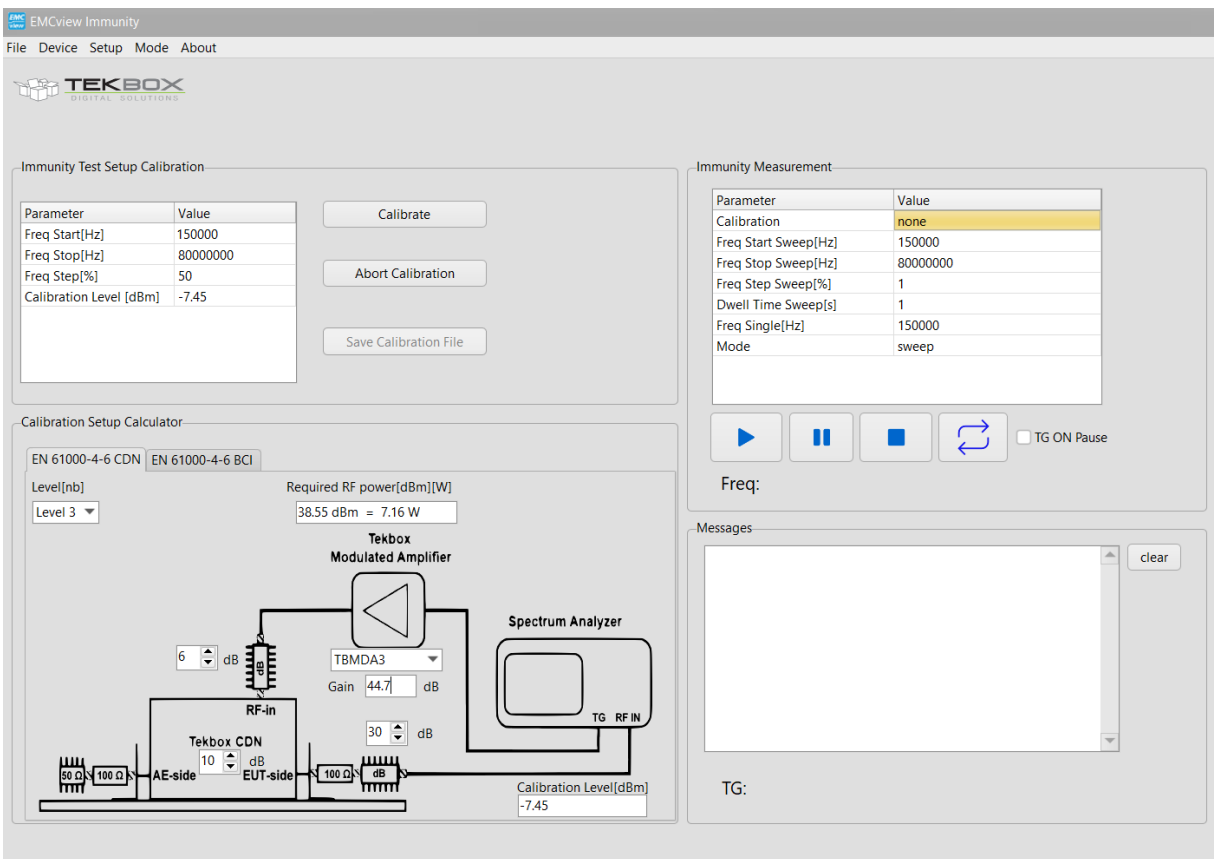 EMC
view
EMCview Immunity
File Device Setup Mode About
TEKBOX
DIGITAL SOLUTIONS
Immunity Test Setup Calibration
Parameter Value
Freq Start[Hz] 150000
Freq Stop[Hz] 80000000
Freq Step[%] 50
Calibration Level [dBm] -7.45
Calibrate
Abort Calibration
Save Calibration File
Calibration Setup Calculator
EN 61000-4-6 CDN EN 61000-4-6 BCI
Level[nb] Required RF power[dBm][W]
Level 3 38.55 dBm = 7.16 W
Tekbox
Modulated Amplifier
Spectrum Analyzer
6 dB
dB
TBMDA3
Gain 44.7 dB
RF-in
TG RF IN
30 dB
Tekbox CDN
10 dB
50 Ω 100 Ω AE-side EUT-side 100 Ω dB
Calibration Level[dBm]
-7.45
Immunity Measurement
Parameter Value
Calibration none
Freq Start Sweep[Hz] 150000
Freq Stop Sweep[Hz] 80000000
Freq Step Sweep[%] 1
Dwell Time Sweep[s] 1
Freq Single[Hz] 150000
Mode sweep
TG ON Pause
Freq:
Messages
clear
TG: